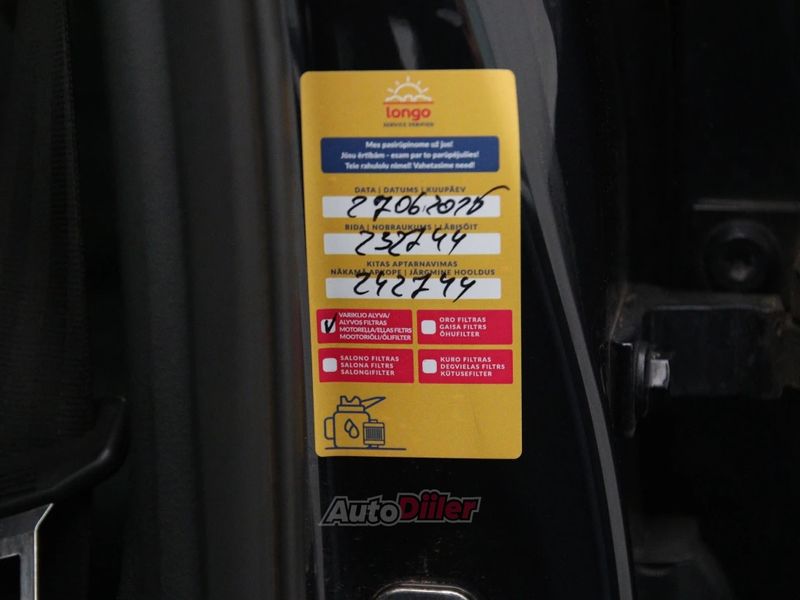 longo
SERVICE VARIFIED
Mes pasirūpinome už jus!
Jūsu ērtībām - esam par to parūpējušies!
Teie rahulolu nimel! Vahetasime need!
DATA | DATUMS | KUUPÄEV
27.06.2025
RIDA | NOBRAUKUMS | LÄBISÕIT
232744
KITAS APTARNAVIMAS
NĀKAMĀ APKOPE | JÄRGMINE HOOLDUS
242744
VARIKLIO ALYVA/
ALYVOS FILTRAS
MOTOREĻĻA/EĻĻAS FILTRS
MOOTORIÕLI/ÕLIFILTER
ORO FILTRAS
GAISA FILTRS
ÕHUFILTER
SALONO FILTRAS
SALONA FILTRS
SALONGIFILTER
KURO FILTRAS
DEGVIELAS FILTRS
KÜTUSEFILTER
AutoDiiler